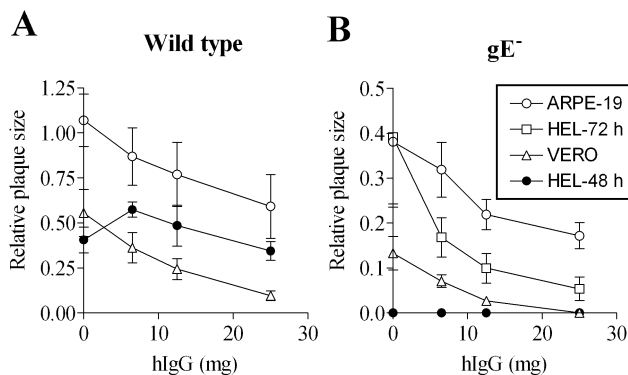 A
Wild type
Relative plaque size
1.25
1.00
0.75
0.50
0.25
0.00
0
10
20
30
hIgG (mg)
B
gE-
Relative plaque size
0.5
0.4
0.3
0.2
0.1
0.0
0
10
20
30
hIgG (mg)
ARPE-19
HEL-72 h
VERO
HEL-48 h